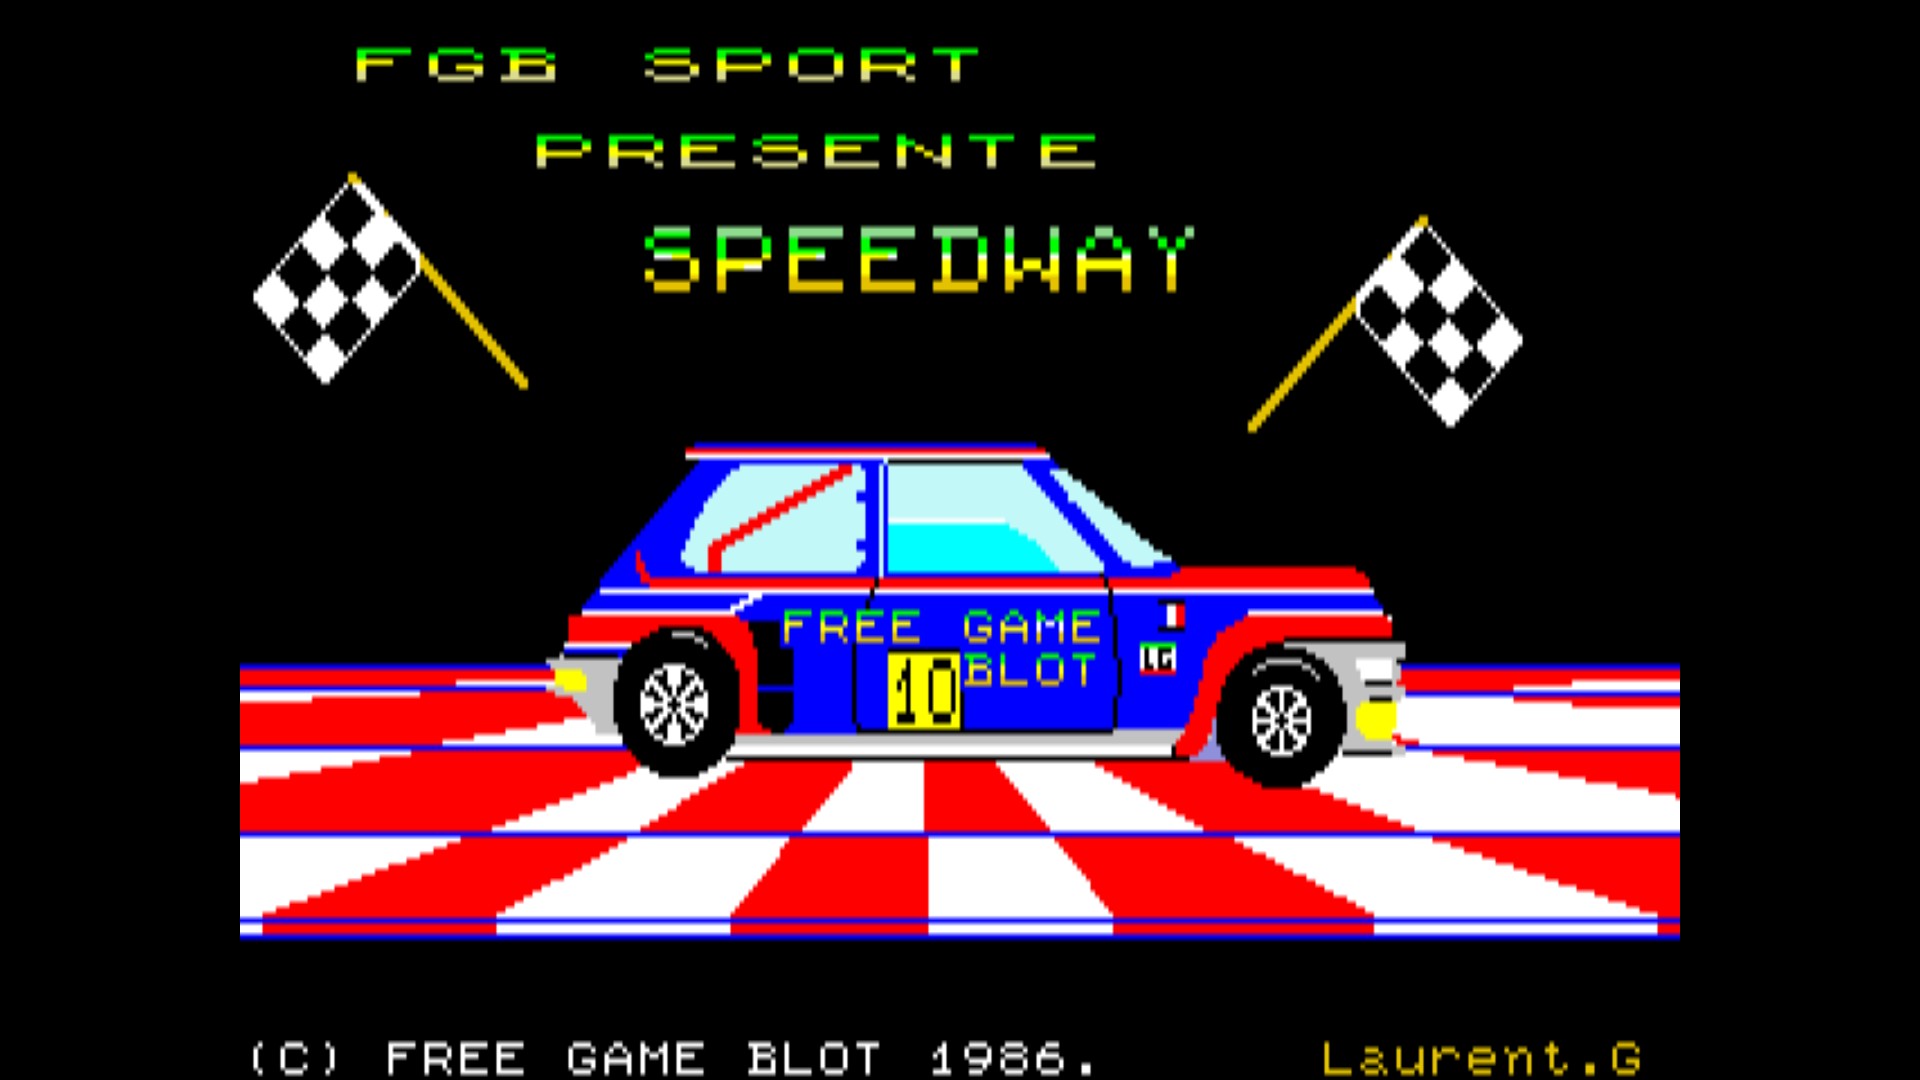 FGB SPORT
PRESENTE
SPEEDWAY
FREE GAME
BLOT
10
LG
(C) FREE GAME BLOT 1986.
Laurent.G